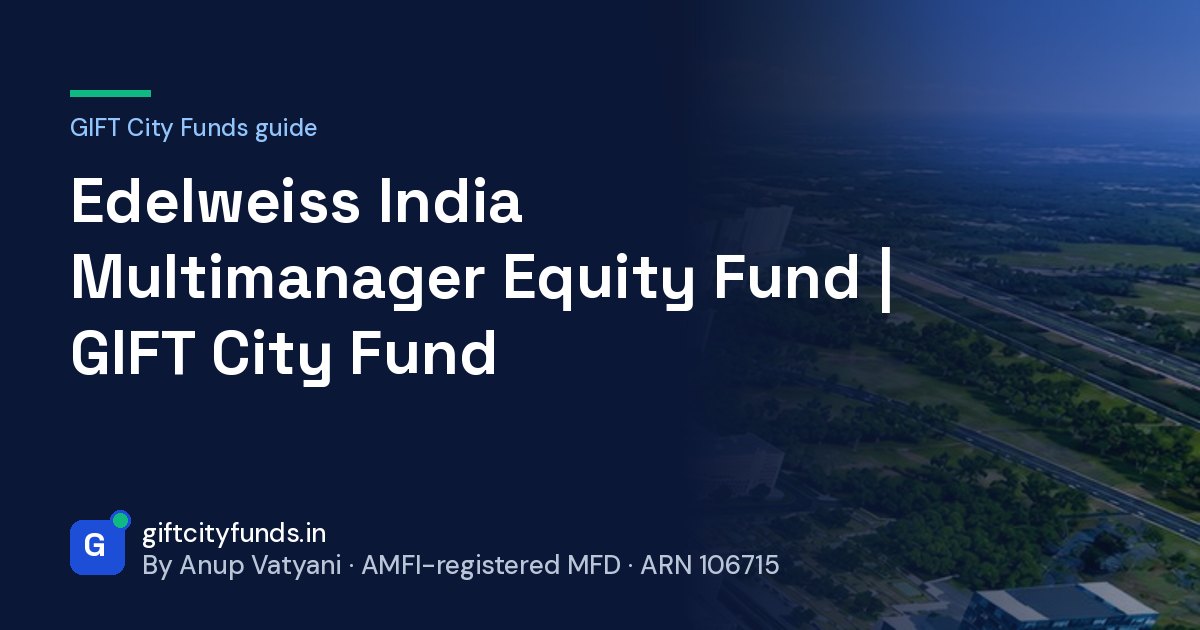 GIFT City Funds guide
Edelweiss India
Multimanager Equity Fund |
GIFT City Fund
G
giftcityfunds.in
By Anup Vatyani · AMFI-registered MFD · ARN 106715